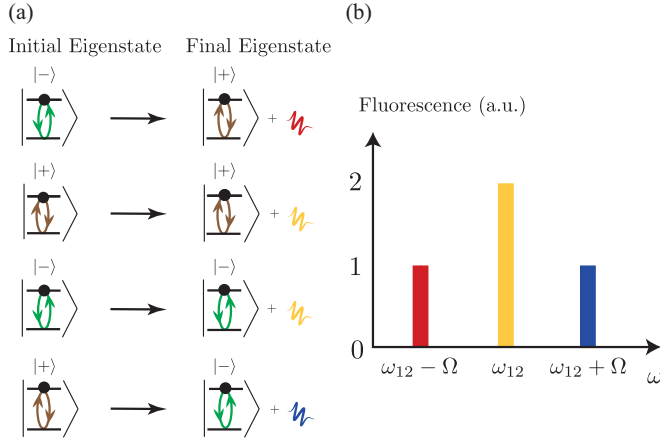 (a)
Initial Eigenstate Final Eigenstate
|−⟩ |+⟩
+
|+⟩ |+⟩
+
|−⟩ |−⟩
+
|+⟩ |−⟩
+
(b)
Fluorescence (a.u.)
2
1
0
ω₁₂ − Ω ω₁₂ ω₁₂ + Ω ω